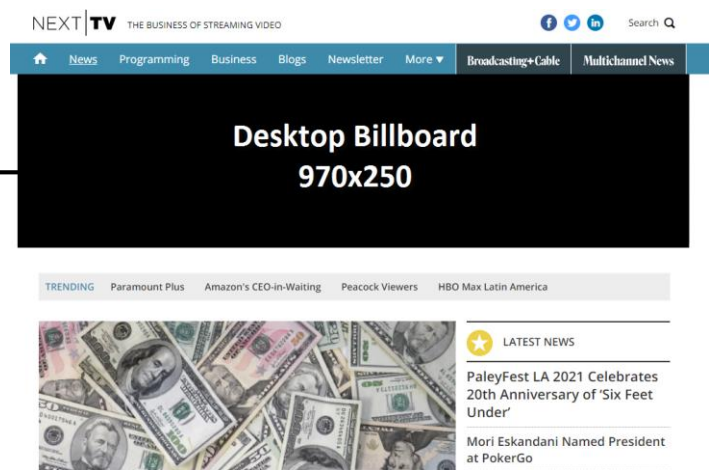 NEXT|TV THE BUSINESS OF STREAMING VIDEO
Search
News Programming Business Blogs Newsletter More ▼ Broadcasting+Cable Multichannel News
Desktop Billboard
970x250
TRENDING Paramount Plus Amazon's CEO-in-Waiting Peacock Viewers HBO Max Latin America
LATEST NEWS
PaleyFest LA 2021 Celebrates
20th Anniversary of ‘Six Feet
Under’
Mori Eskandani Named President
at PokerGo